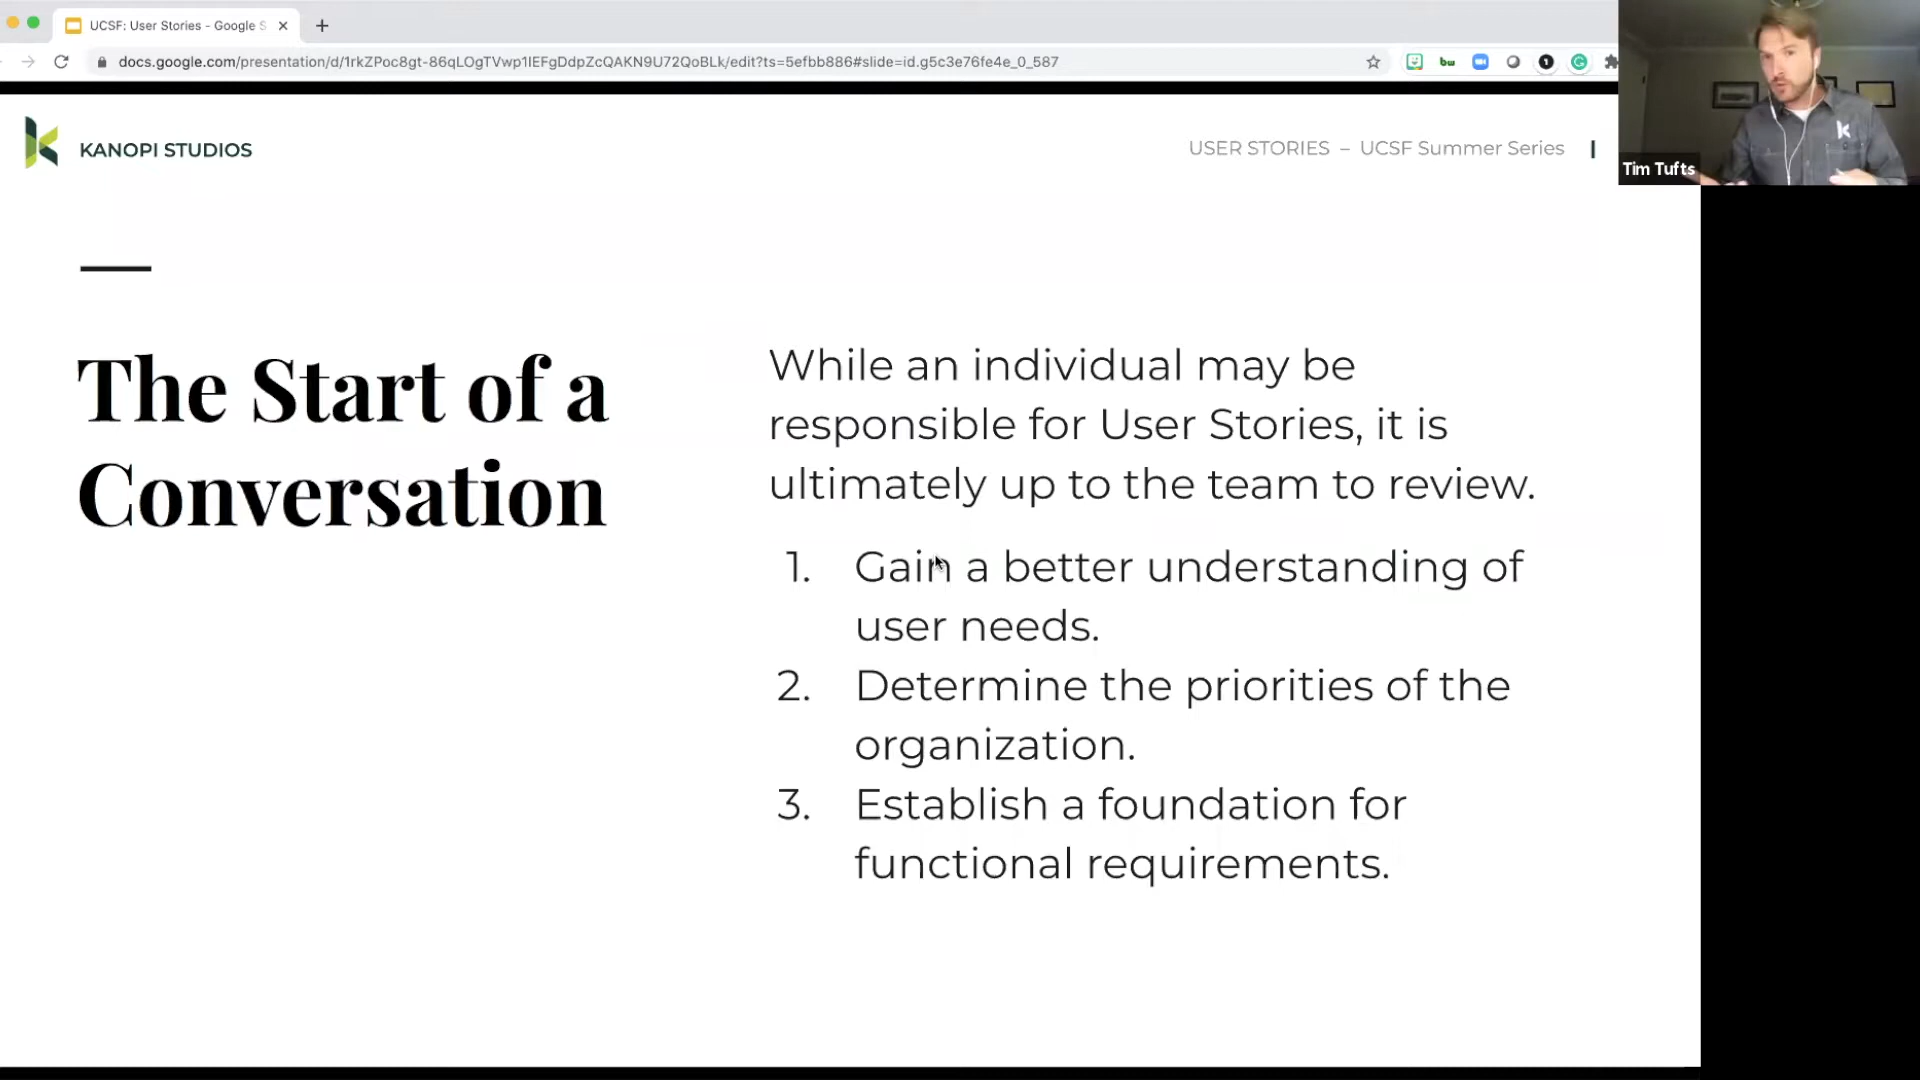 UCSF: User Stories - Google S
docs.google.com/presentation/d/1rkZPoc8gt-86qLOgTVwp1IEFgDdpZcQAKN9U72QoBLk/edit?ts=5efbb886#slide=id.g5c3e76fe4e_0_587
bw
1
KANOPI STUDIOS
USER STORIES – UCSF Summer Series
Tim Tufts
The Start of a
Conversation
While an individual may be
responsible for User Stories, it is
ultimately up to the team to review.
1. Gain a better understanding of
user needs.
2. Determine the priorities of the
organization.
3. Establish a foundation for
functional requirements.